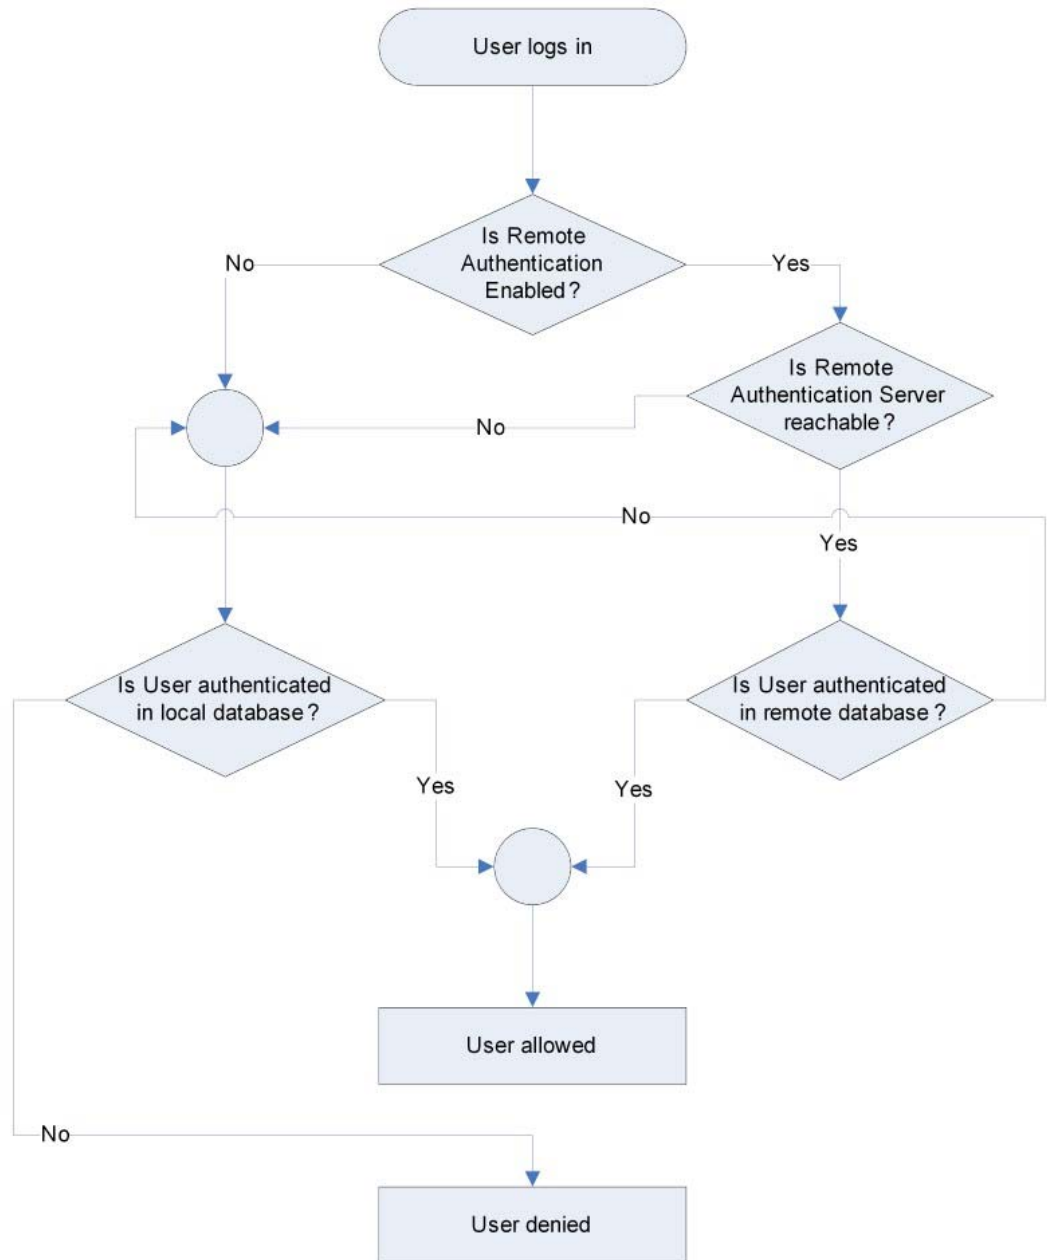 User logs in
Is Remote
Authentication
Enabled?
No
Yes
Is Remote
Authentication Server
reachable?
No
No
Yes
Is User authenticated
in local database?
Is User authenticated
in remote database?
Yes
Yes
User allowed
No
User denied